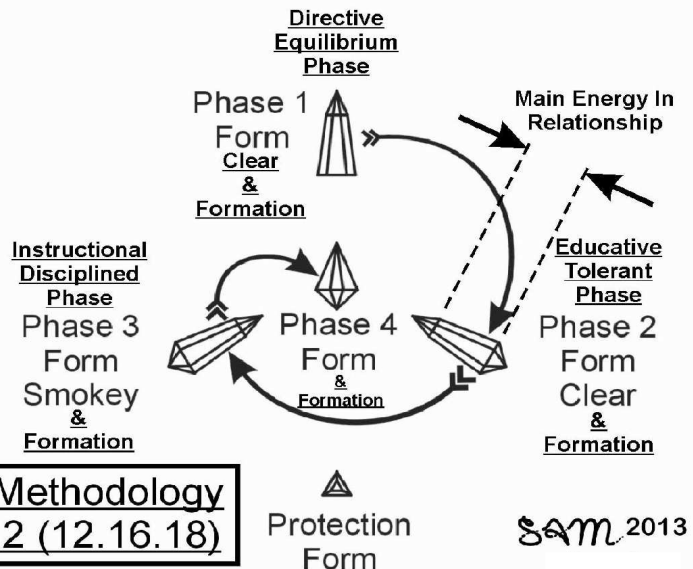 Directive
Equilibrium
Phase
Phase 1
Form
Clear
&
Formation
Main Energy In
Relationship
Instructional
Disciplined
Phase
Phase 3
Form
Smokey
&
Formation
Phase 4
Form
&
Formation
Educative
Tolerant
Phase
Phase 2
Form
Clear
&
Formation
Methodology
2 (12.16.18)
Protection
Form
SAM 2013